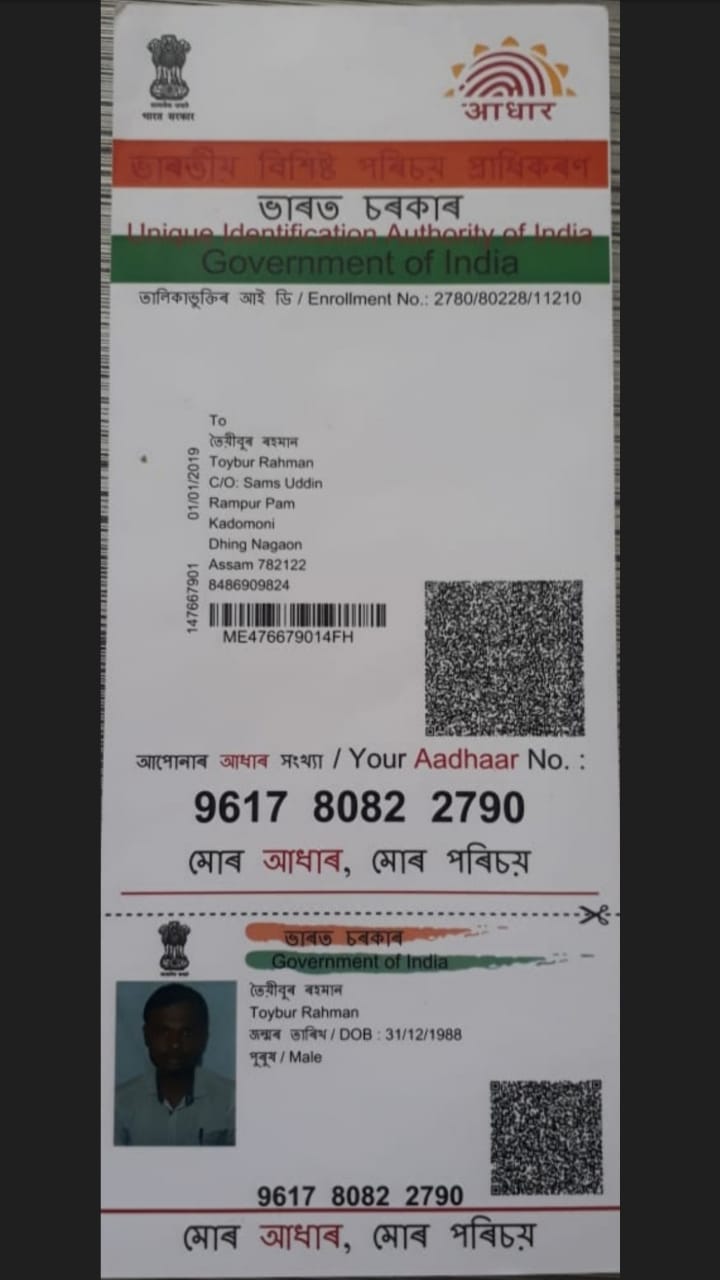 भारत सरकार
आधार
ভাৰতীয় বিশিষ্ট পৰিচয় প্ৰাধিকৰণ
ভাৰত চৰকাৰ
Unique Identification Authority of India
Government of India
তালিকাভুক্তিৰ আই ডি / Enrollment No.: 2780/80228/11210
To
তৈয়ীবূৰ ৰহমান
Toybur Rahman
C/O: Sams Uddin
Rampur Pam
Kadomoni
Dhing Nagaon
Assam 782122
8486909824
147667901 01/01/2019
ME476679014FH
আপোনাৰ আধাৰ সংখ্যা / Your Aadhaar No. :
9617 8082 2790
মোৰ আধাৰ, মোৰ পৰিচয়
ভাৰত চৰকাৰ
Government of India
তৈয়ীবূৰ ৰহমান
Toybur Rahman
জন্মৰ তাৰিখ / DOB : 31/12/1988
পুৰুষ / Male
9617 8082 2790
মোৰ আধাৰ, মোৰ পৰিচয়